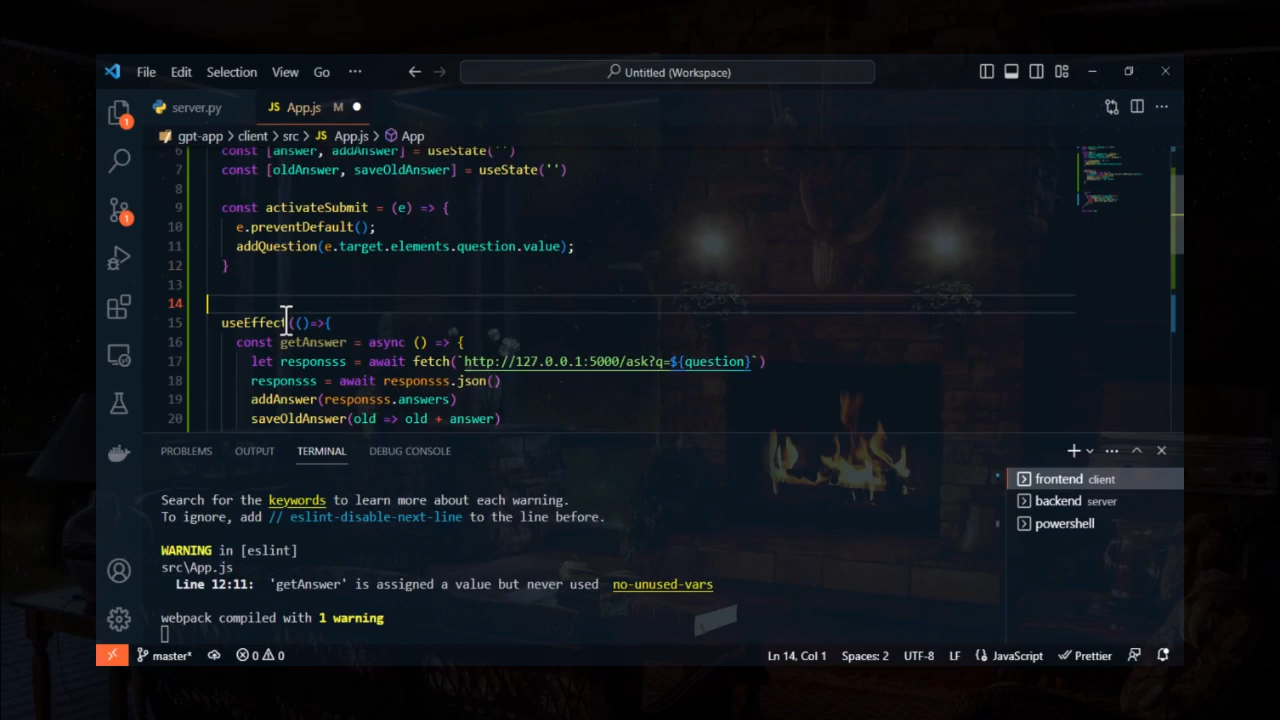 File Edit Selection View Go ··· Untitled (Workspace)
server.py JS App.js M
gpt-app > client > src > JS App.js > App
6 const [answer, addAnswer] = useState('')
7 const [oldAnswer, saveOldAnswer] = useState('')
8
9 const activateSubmit = (e) => {
10 e.preventDefault();
11 addQuestion(e.target.elements.question.value);
12 }
13
14
15 useEffect(()=>{
16 const getAnswer = async () => {
17 let responsss = await fetch(`http://127.0.0.1:5000/ask?q=${question}`)
18 responsss = await responsss.json()
19 addAnswer(responsss.answers)
20 saveOldAnswer(old => old + answer)
PROBLEMS OUTPUT TERMINAL DEBUG CONSOLE
Search for the keywords to learn more about each warning.
To ignore, add // eslint-disable-next-line to the line before.
WARNING in [eslint]
src\App.js
Line 12:11: 'getAnswer' is assigned a value but never used no-unused-vars
webpack compiled with 1 warning
frontend client
backend server
powershell
1
1
master* 0 0 Ln 14, Col 1 Spaces: 2 UTF-8 LF JavaScript Prettier